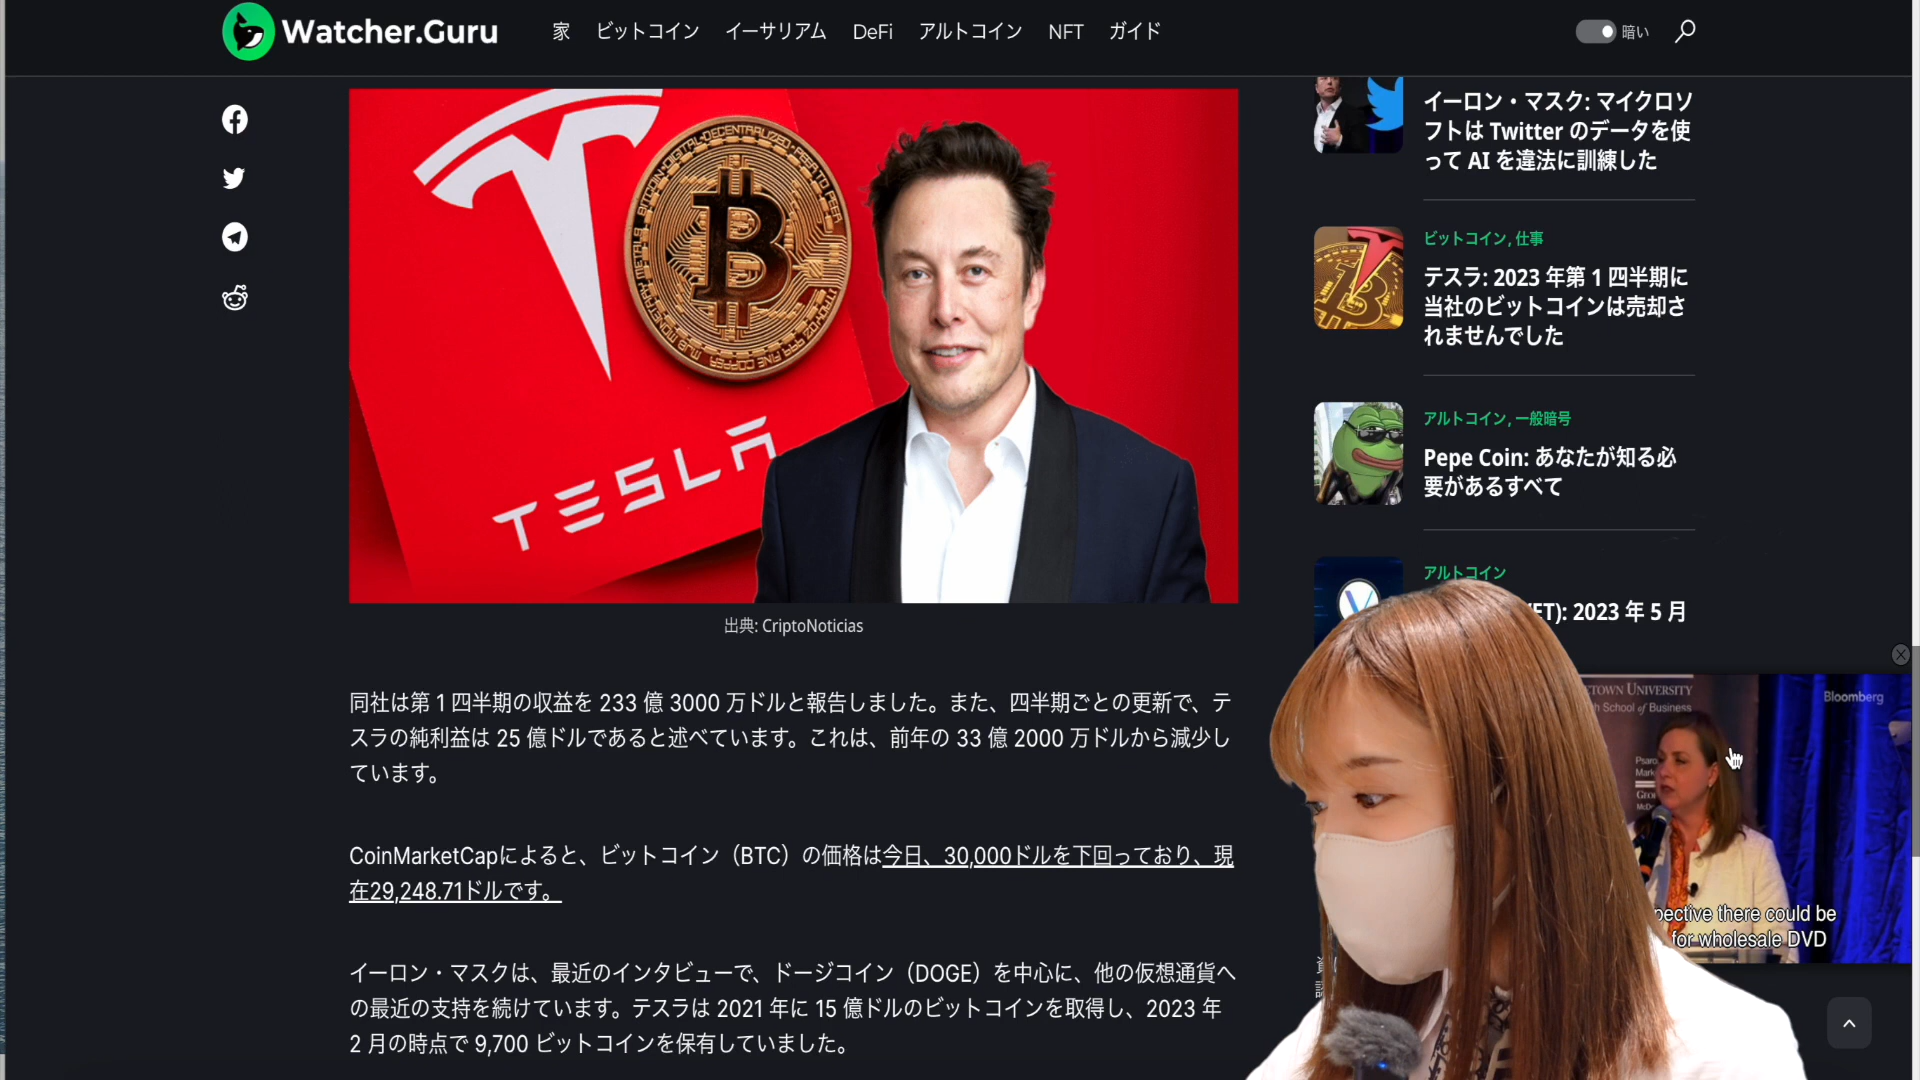 Watcher.Guru
家 ビットコイン イーサリアム DeFi アルトコイン NFT ガイド
暗い
TESLA
出典: CriptoNoticias
同社は第 1 四半期の収益を 233 億 3000 万ドルと報告しました。また、四半期ごとの更新で、テ
スラの純利益は 25 億ドルであると述べています。これは、前年の 33 億 2000 万ドルから減少し
ています。
CoinMarketCapによると、ビットコイン（BTC）の価格は今日、30,000ドルを下回っており、現
在29,248.71ドルです。
イーロン・マスクは、最近のインタビューで、ドージコイン（DOGE）を中心に、他の仮想通貨へ
の最近の支持を続けています。テスラは 2021 年に 15 億ドルのビットコインを取得し、2023 年
2 月の時点で 9,700 ビットコインを保有していました。
イーロン・マスク: マイクロソ
フトは Twitter のデータを使
って AI を違法に訓練した
ビットコイン, 仕事
テスラ: 2023 年第 1 四半期に
当社のビットコインは売却さ
れませんでした
アルトコイン, 一般暗号
Pepe Coin: あなたが知る必
要があるすべて
アルトコイン
ET): 2023 年 5 月
TOWN UNIVERSITY
School of Business
Bloomberg
there could be
for wholesale DVD